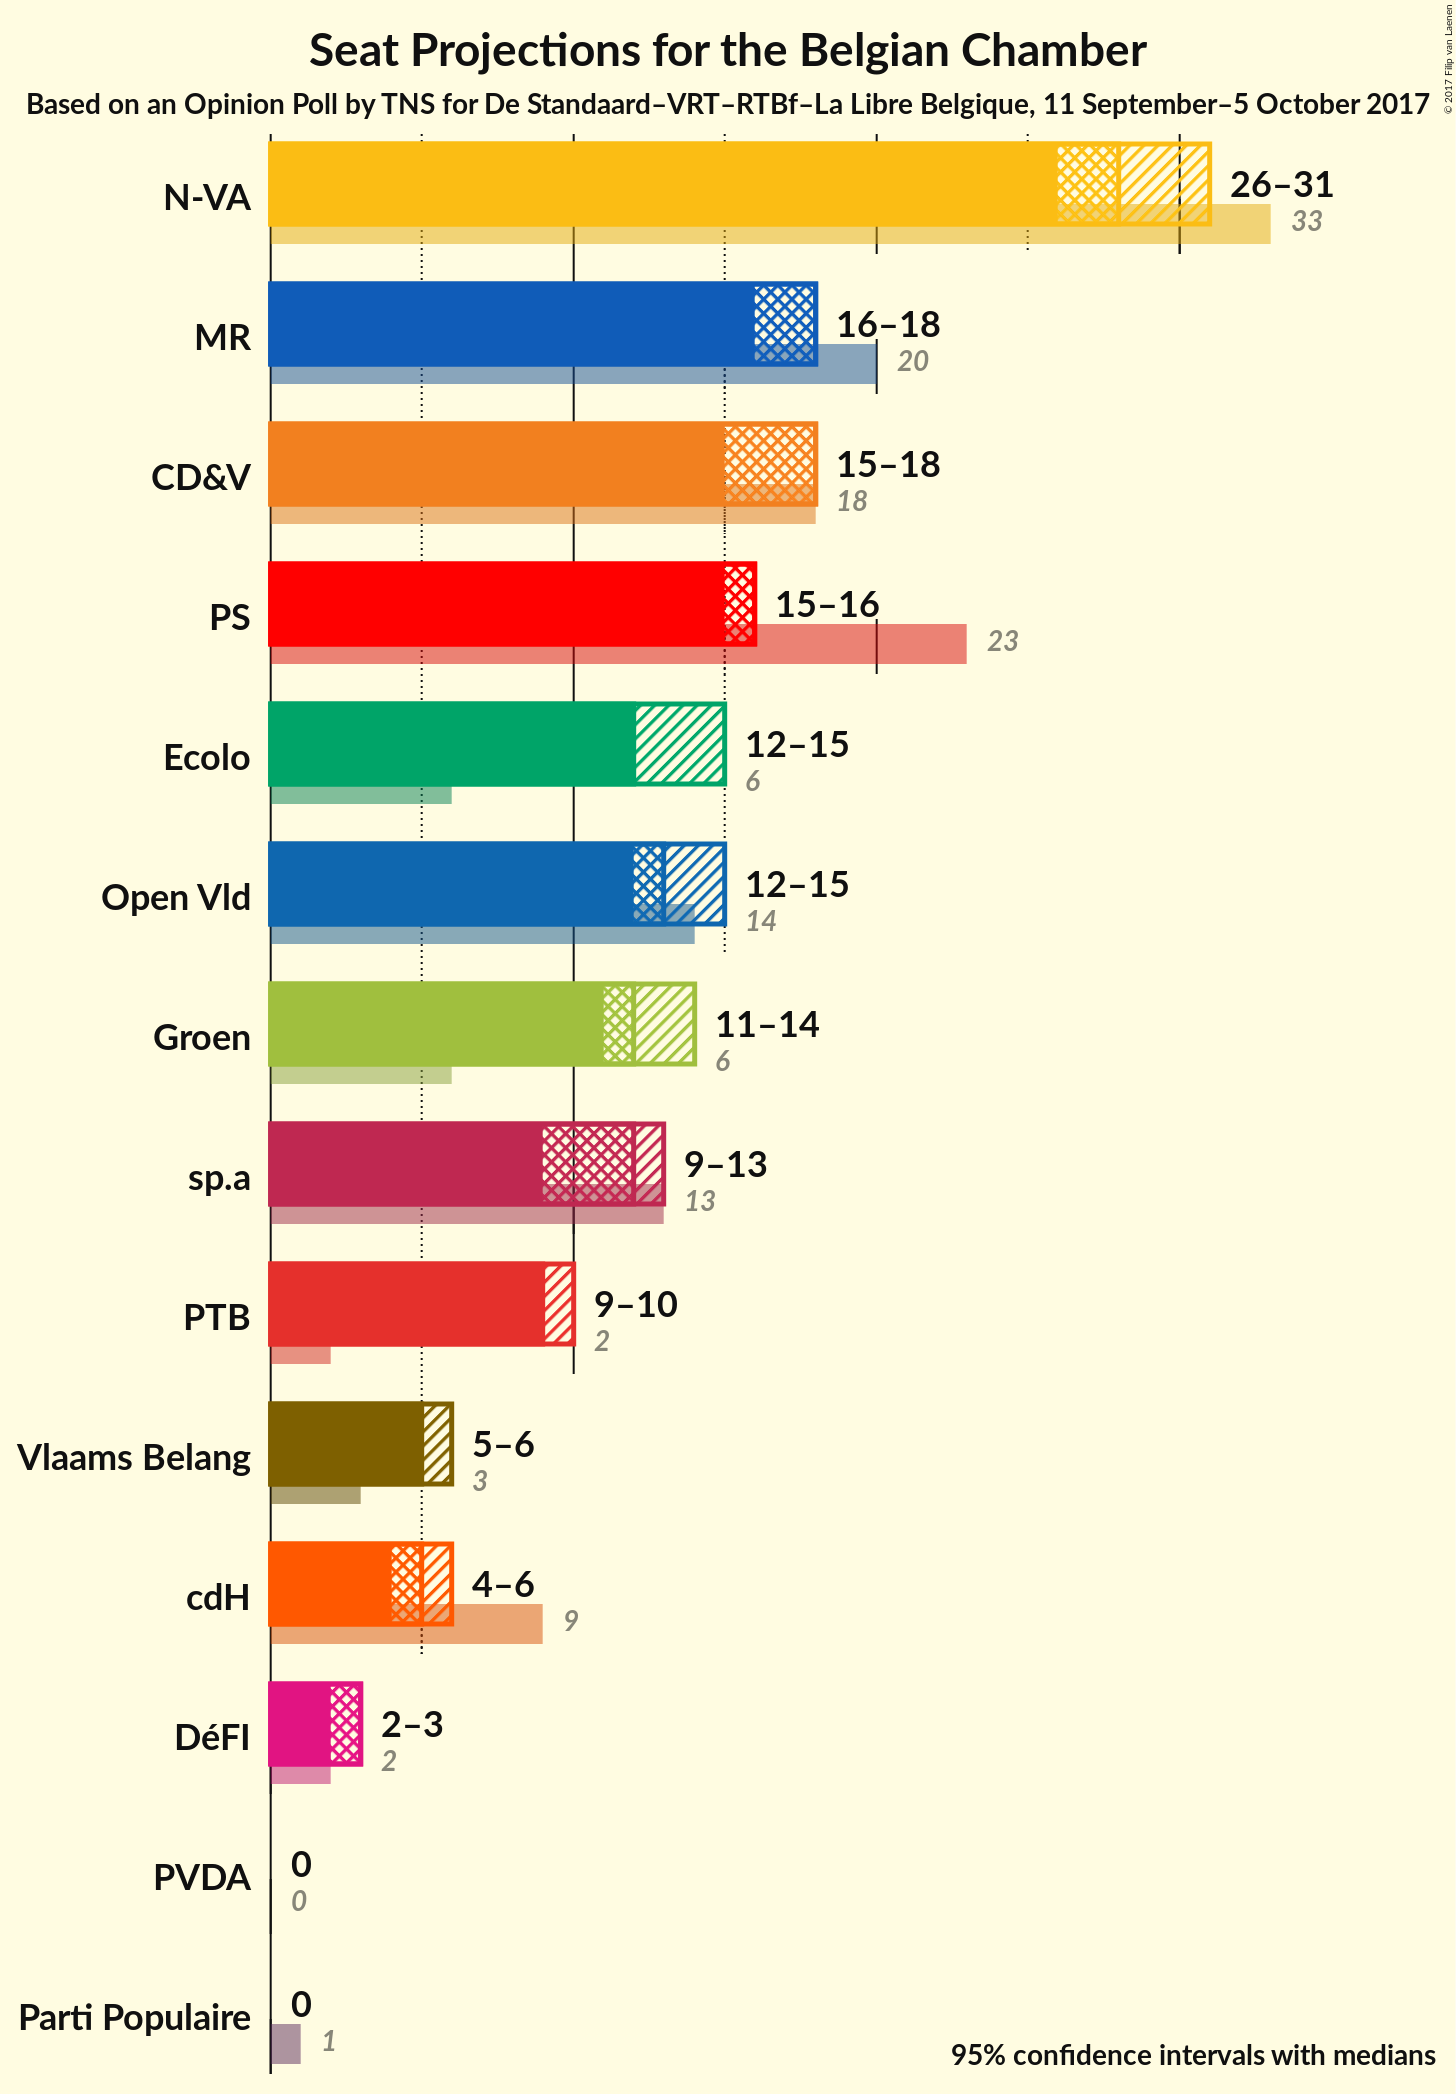 Seat Projections for the Belgian Chamber
Based on an Opinion Poll by TNS for De Standaard–VRT–RTBf–La Libre Belgique, 11 September–5 October 2017
© 2017 Filip van Laenen
N-VA
26–31
33
MR
16–18
20
CD&V
15–18
18
PS
15–16
23
Ecolo
12–15
6
Open Vld
12–15
14
Groen
11–14
6
sp.a
9–13
13
PTB
9–10
2
Vlaams Belang
5–6
3
cdH
4–6
9
DéFI
2–3
2
PVDA
0
0
Parti Populaire
0
1
95% confidence intervals with medians